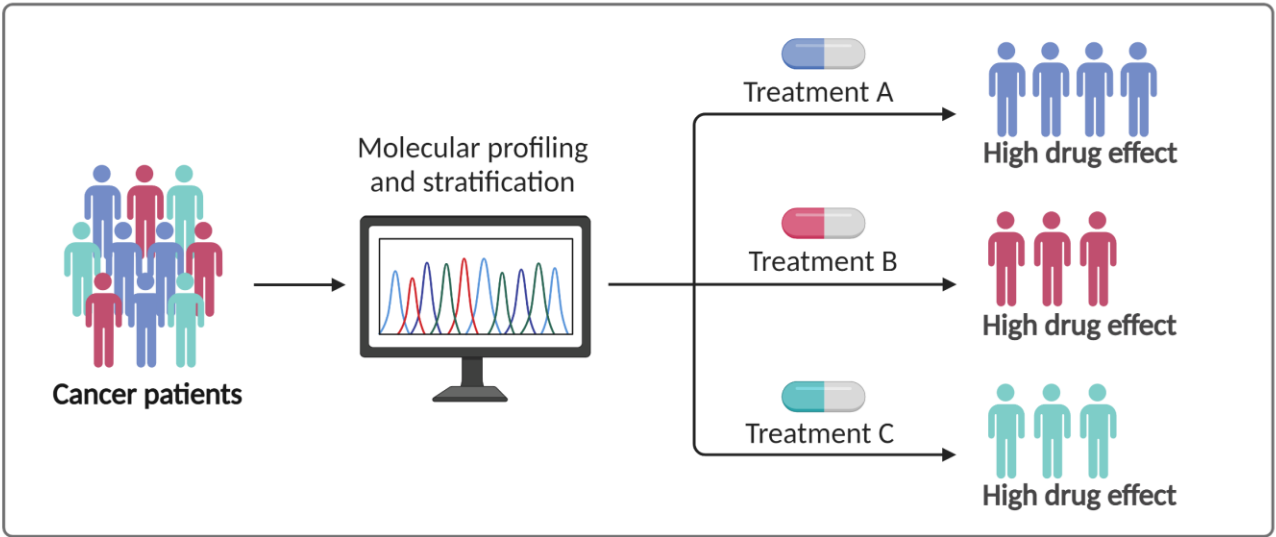 Cancer patients
Molecular profiling
and stratification
Treatment A
High drug effect
Treatment B
High drug effect
Treatment C
High drug effect